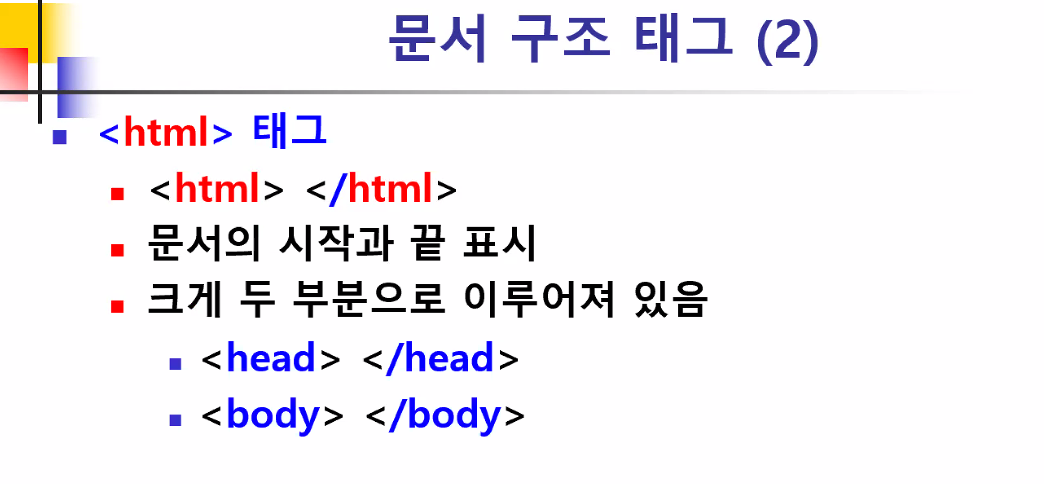 문서 구조 태그 (2)
<html> 태그
<html> </html>
문서의 시작과 끝 표시
크게 두 부분으로 이루어져 있음
<head> </head>
<body> </body>